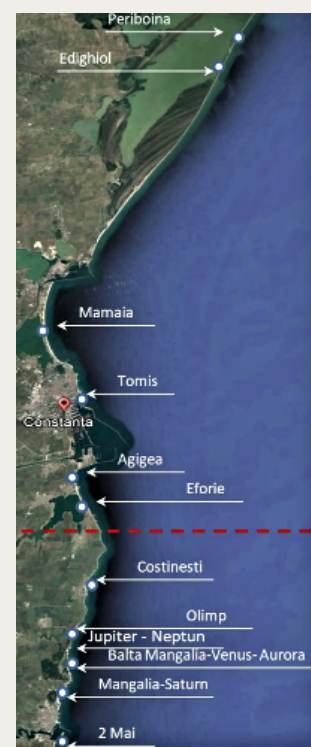 Periboina
Edighiol
Mamaia
Tomis
Constanta
Agigea
Eforie
Costinesti
Olimp
Jupiter - Neptun
Balta Mangalia-Venus-Aurora
Mangalia-Saturn
2 Mai